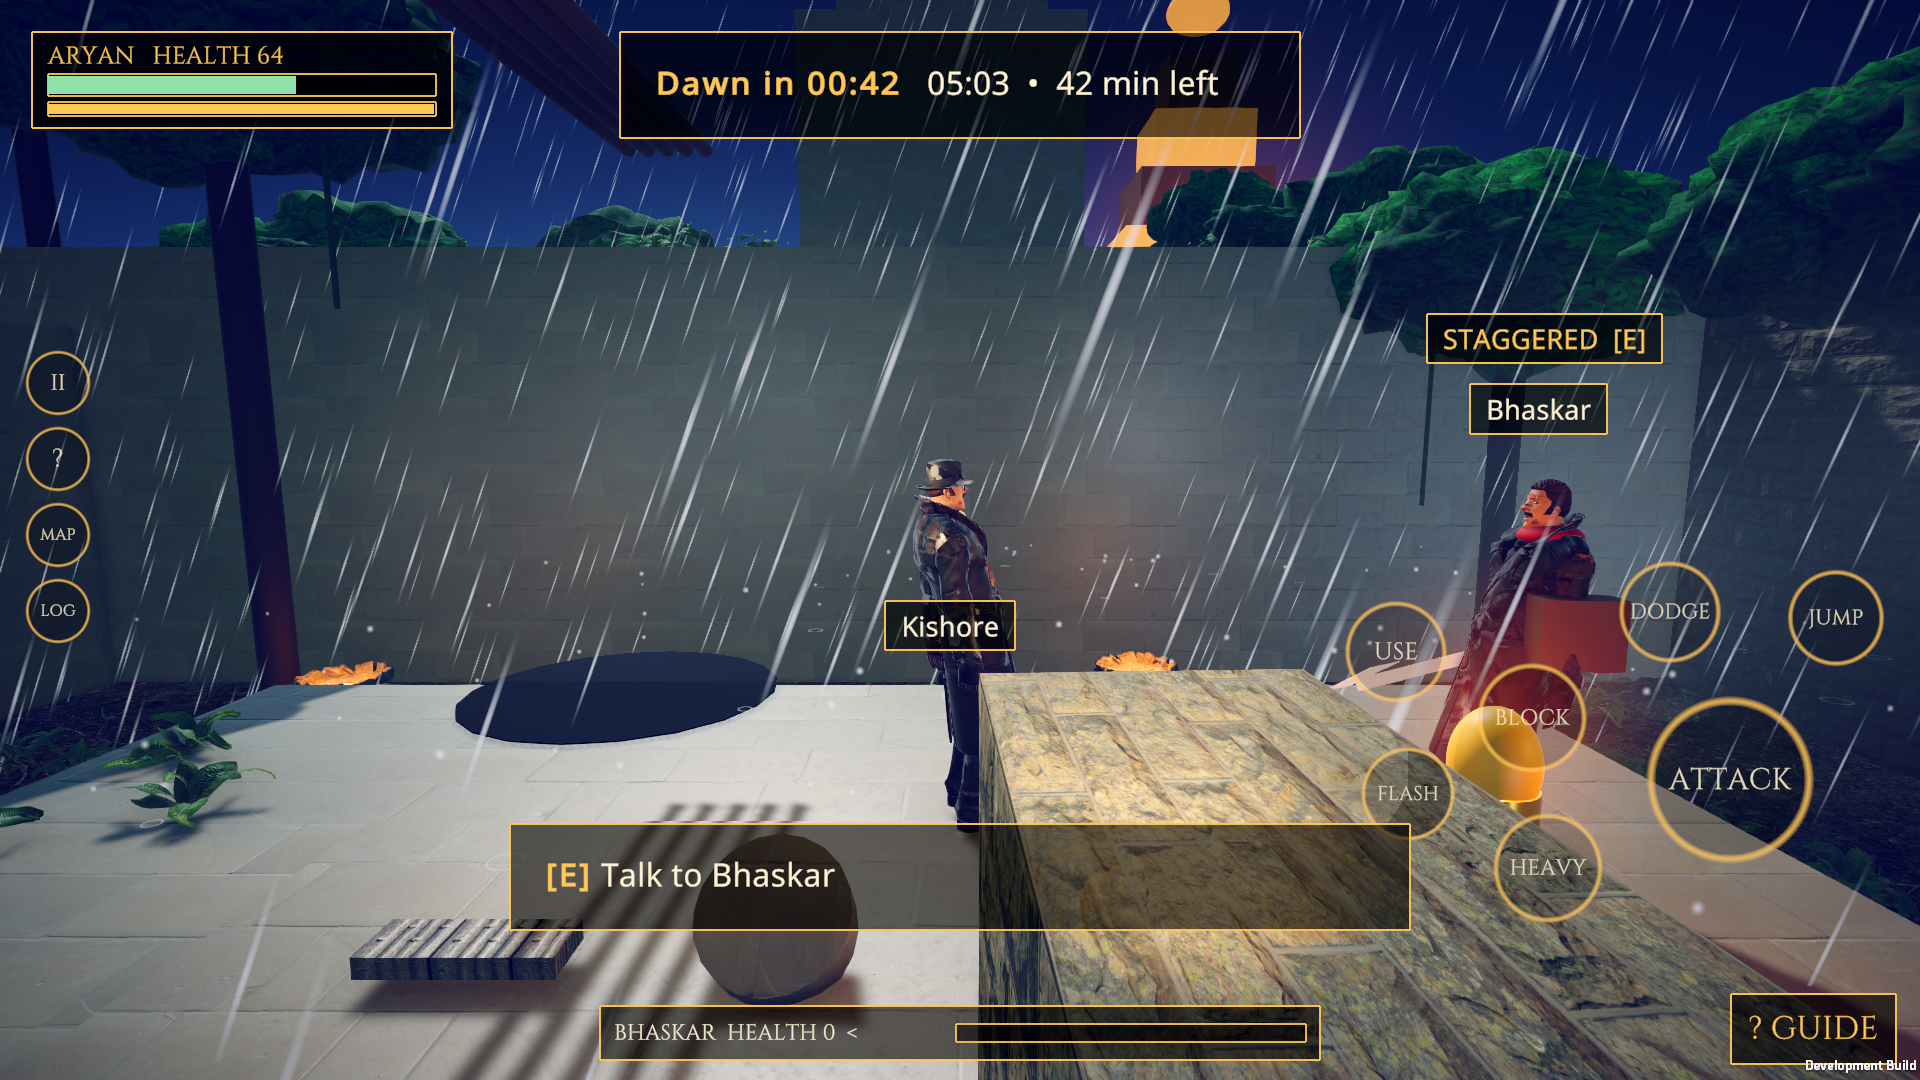 ARYAN HEALTH 64
Dawn in 00:42 05:03 • 42 min left
STAGGERED [E]
Bhaskar
II
?
MAP
LOG
Kishore
USE
DODGE
JUMP
BLOCK
ATTACK
FLASH
HEAVY
[E] Talk to Bhaskar
BHASKAR HEALTH 0 <
? GUIDE
Development Build